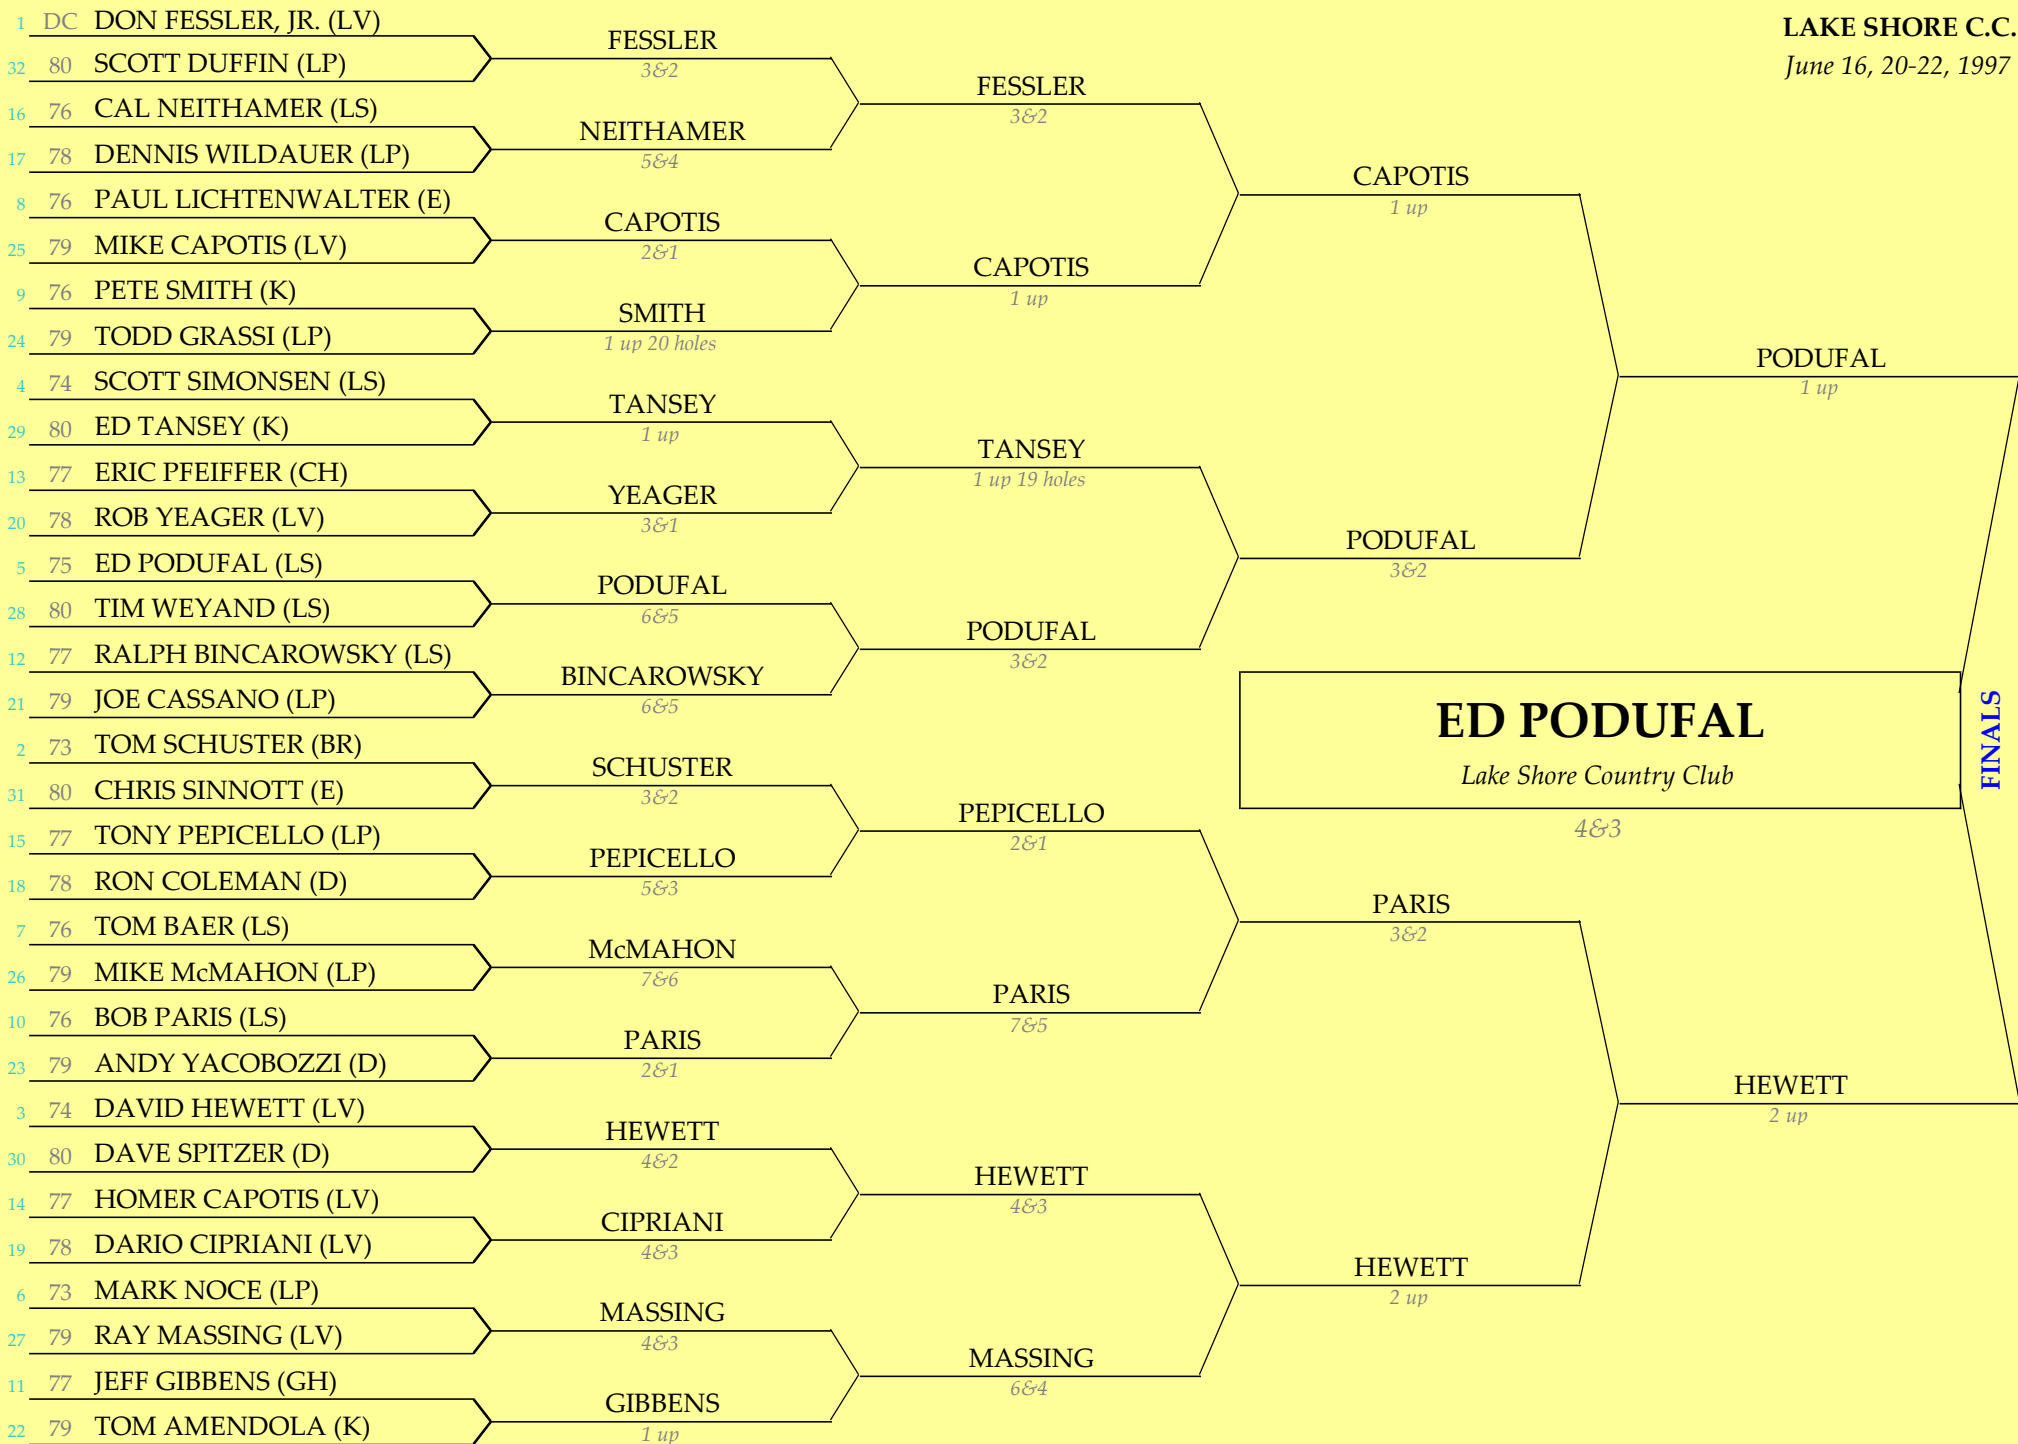 LAKE SHORE C.C.
June 16, 20-22, 1997
1 DC DON FESSLER, JR. (LV)
32 80 SCOTT DUFFIN (LP)
16 76 CAL NEITHAMER (LS)
17 78 DENNIS WILDAUER (LP)
8 76 PAUL LICHTENWALTER (E)
25 79 MIKE CAPOTIS (LV)
9 76 PETE SMITH (K)
24 79 TODD GRASSI (LP)
4 74 SCOTT SIMONSEN (LS)
29 80 ED TANSEY (K)
13 77 ERIC PFEIFFER (CH)
20 78 ROB YEAGER (LV)
5 75 ED PODUFAL (LS)
28 80 TIM WEYAND (LS)
12 77 RALPH BINCAROWSKY (LS)
21 79 JOE CASSANO (LP)
2 73 TOM SCHUSTER (BR)
31 80 CHRIS SINNOTT (E)
15 77 TONY PEPICELLO (LP)
18 78 RON COLEMAN (D)
7 76 TOM BAER (LS)
26 79 MIKE McMAHON (LP)
10 76 BOB PARIS (LS)
23 79 ANDY YACOBOZZI (D)
3 74 DAVID HEWETT (LV)
30 80 DAVE SPITZER (D)
14 77 HOMER CAPOTIS (LV)
19 78 DARIO CIPRIANI (LV)
6 73 MARK NOCE (LP)
27 79 RAY MASSING (LV)
11 77 JEFF GIBBENS (GH)
22 79 TOM AMENDOLA (K)
FESSLER
3&2
NEITHAMER
5&4
CAPOTIS
2&1
SMITH
1 up 20 holes
TANSEY
1 up
YEAGER
3&1
PODUFAL
6&5
BINCAROWSKY
6&5
SCHUSTER
3&2
PEPICELLO
5&3
McMAHON
7&6
PARIS
2&1
HEWETT
4&2
CIPRIANI
4&3
MASSING
4&3
GIBBENS
1 up
FESSLER
3&2
CAPOTIS
1 up
TANSEY
1 up 19 holes
PODUFAL
3&2
PEPICELLO
2&1
PARIS
7&5
HEWETT
4&3
MASSING
6&4
CAPOTIS
1 up
PODUFAL
3&2
PARIS
3&2
HEWETT
2 up
PODUFAL
1 up
HEWETT
2 up
ED PODUFAL
Lake Shore Country Club
4&3
FINALS